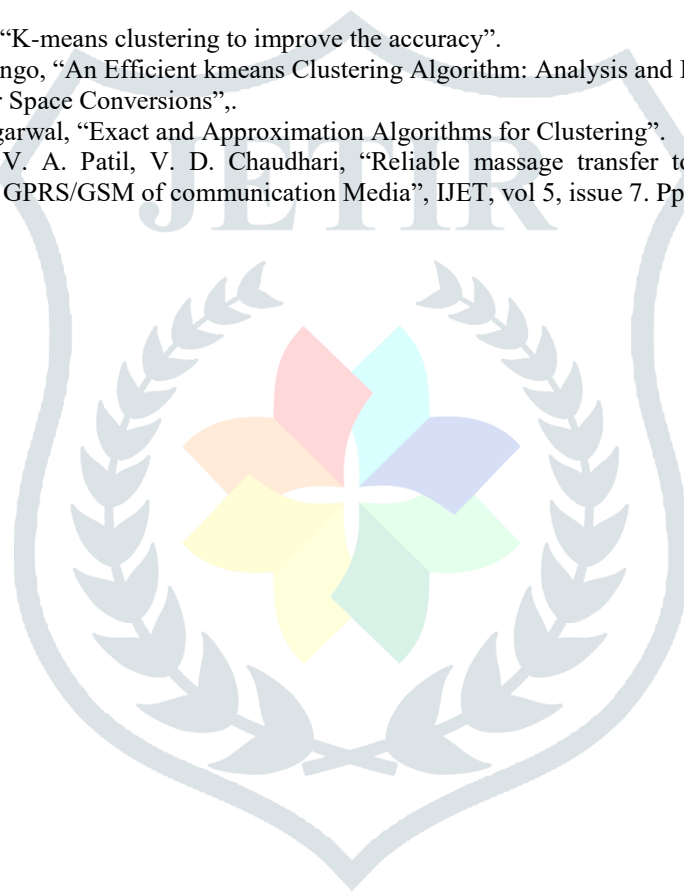 “K-means clustering to improve the accuracy”.
ngo, “An Efficient kmeans Clustering Algorithm: Analysis and
r Space Conversions”,.
garwal, “Exact and Approximation Algorithms for Clustering”.
V. A. Patil, V. D. Chaudhari, “Reliable massage transfer to
GPRS/GSM of communication Media”, IJET, vol 5, issue 7. Pp
JETIR